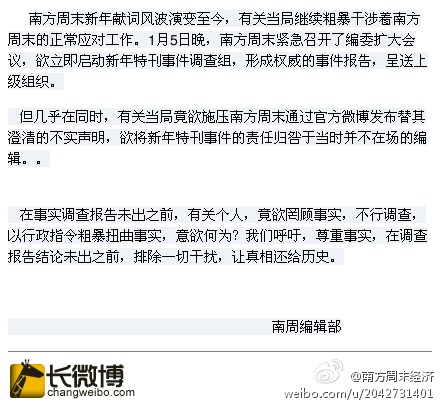 南方周末新年献词风波演变至今，有关当局继续粗暴干涉着南方
周末的正常应对工作。1月5日晚，南方周末紧急召开了编委扩大会
议，欲立即启动新年特刊事件调查组，形成权威的事件报告，呈送上
级组织。
但几乎在同时，有关当局竟欲施压南方周末通过官方微博发布替其
澄清的不实声明，欲将新年特刊事件的责任归咎于当时并不在场的编
辑。。
在事实调查报告未出之前，有关个人，竟欲罔顾事实，不行调查，
以行政指令粗暴扭曲事实，意欲何为？我们呼吁，尊重事实，在调查
报告结论未出之前，排除一切干扰，让真相还给历史。
南周编辑部
长微博
changweibo.com
@南方周末经济
weibo.com/u/2042731401